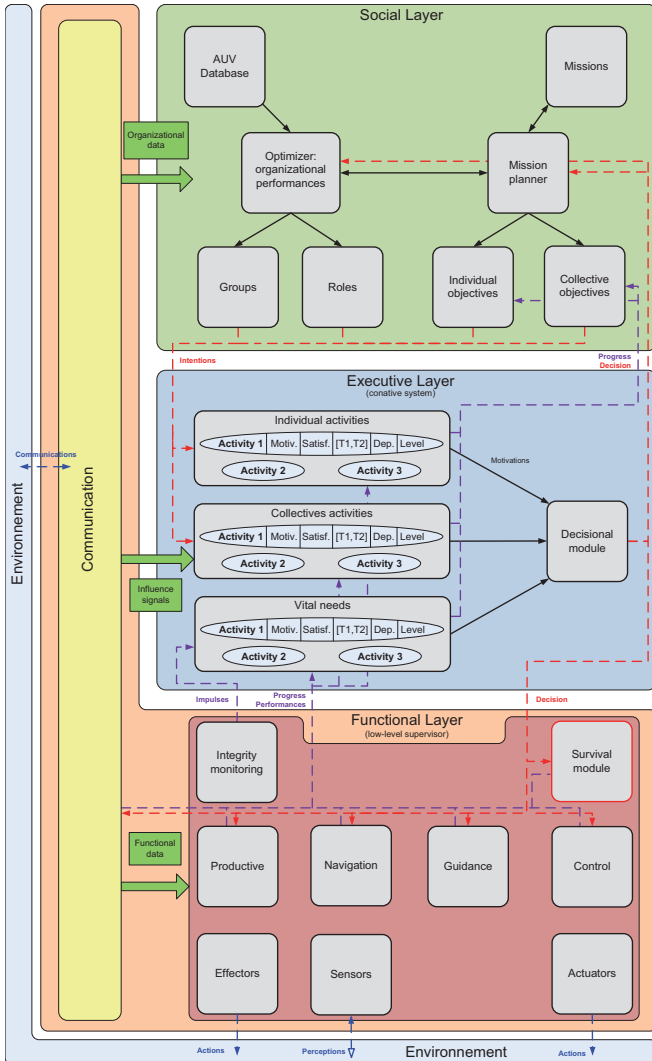 Social Layer
AUV
Database
Missions
Organizational
data
Optimizer:
organizational
performances
Mission
planner
Groups
Roles
Individual
objectives
Collective
objectives
Intentions
Progress
Decision
Executive Layer
(conative system)
Individual activities
Activity 1 Motiv. Satisf. [T1,T2] Dep. Level
Activity 2 Activity 3
Motivations
Communications
Collectives activities
Activity 1 Motiv. Satisf. [T1,T2] Dep. Level
Activity 2 Activity 3
Decisional
module
Influence
signals
Vital needs
Activity 1 Motiv. Satisf. [T1,T2] Dep. Level
Activity 2 Activity 3
Environnement
Communication
Impulses
Progress
Performances
Decision
Functional Layer
(low-level supervisor)
Integrity
monitoring
Survival
module
Functional
data
Productive
Navigation
Guidance
Control
Effectors
Sensors
Actuators
Actions
Perceptions
Actions
Environnement